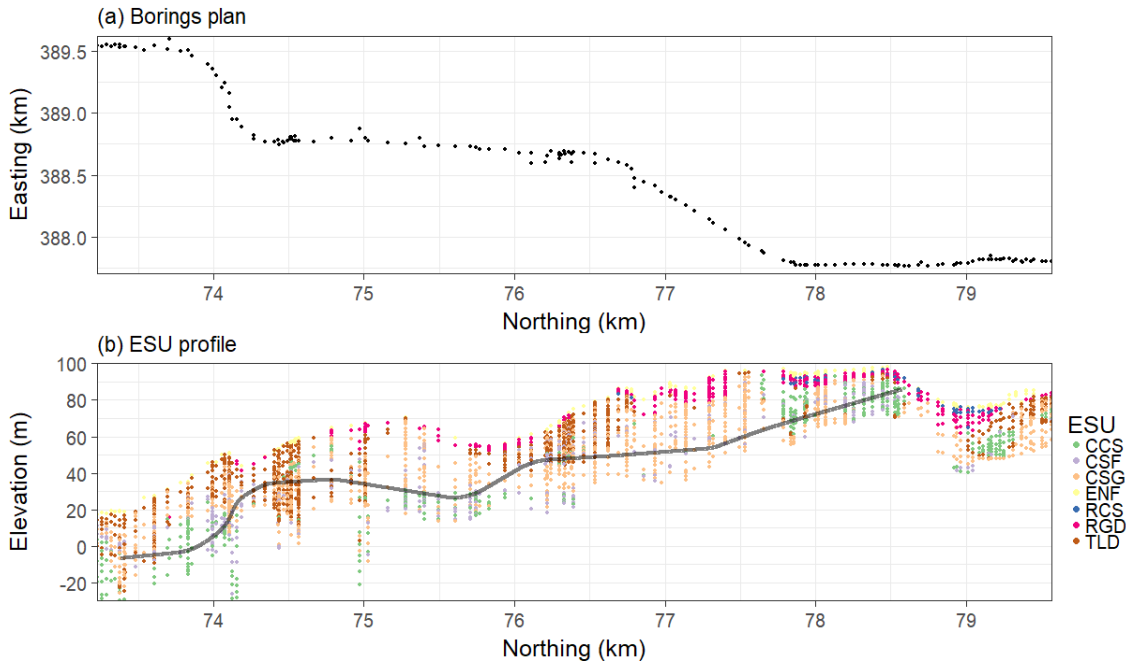 (a) Borings plan
389.5
389.0
388.5
388.0
Easting (km)
74 75 76 77 78 79
Northing (km)
(b) ESU profile
100
80
60
40
20
0
-20
Elevation (m)
74 75 76 77 78 79
Northing (km)
ESU
CCS
CSF
CSG
ENF
RCS
RGD
TLD